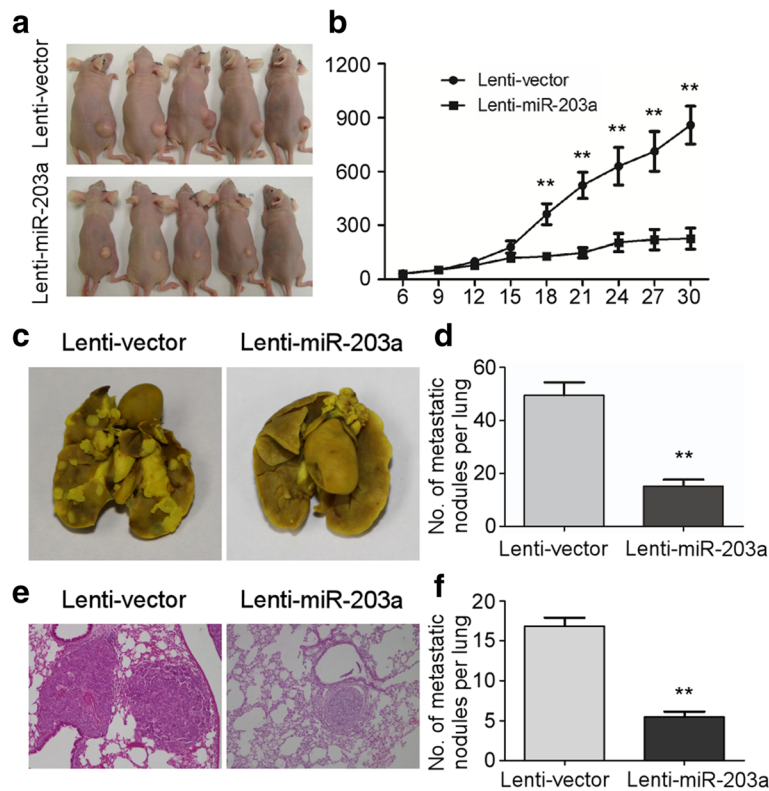 a
Lenti-vector
Lenti-miR-203a
b
1200
900
600
300
0
Lenti-vector
Lenti-miR-203a
**
**
**
**
**
6 9 12 15 18 21 24 27 30
c
Lenti-vector
Lenti-miR-203a
d
No. of metastatic
nodules per lung
60
40
20
0
**
Lenti-vector Lenti-miR-203a
e
Lenti-vector
Lenti-miR-203a
f
No. of metastatic
nodules per lung
20
15
10
5
0
**
Lenti-vector Lenti-miR-203a